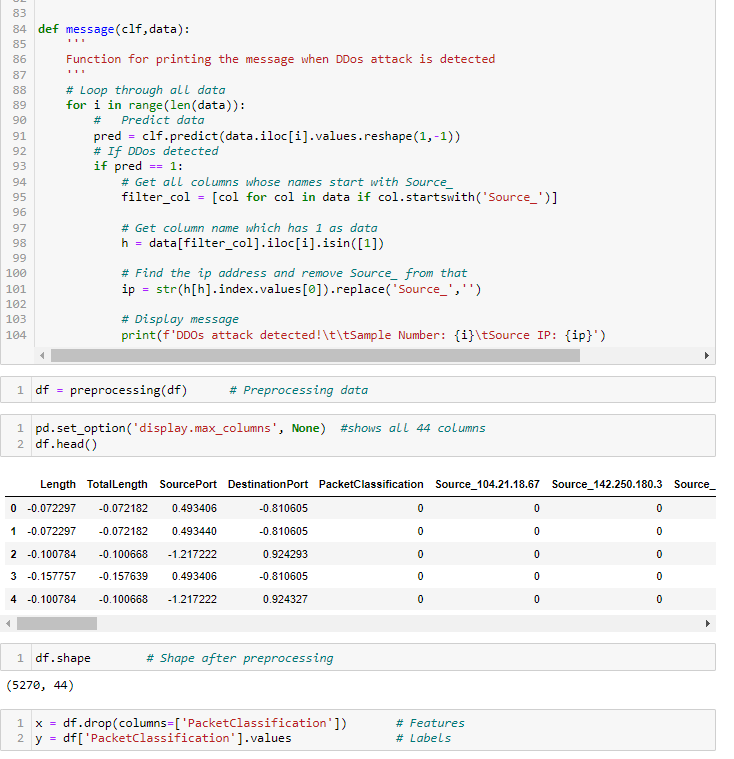 83
84 def message(clf,data):
85 '''
86 Function for printing the message when DDos attack is detected
87 '''
88 # Loop through all data
89 for i in range(len(data)):
90 #   Predict data
91 pred = clf.predict(data.iloc[i].values.reshape(1,-1))
92 # If DDos detected
93 if pred == 1:
94 # Get all columns whose names start with Source_
95 filter_col = [col for col in data if col.startswith('Source_')]
96
97 # Get column name which has 1 as data
98 h = data[filter_col].iloc[i].isin([1])
99
100 # Find the ip address and remove Source_ from that
101 ip = str(h[h].index.values[0]).replace('Source_','')
102
103 # Display message
104 print(f'DDOs attack detected!\t\tSample Number: {i}\tSource IP: {ip}')
1 df = preprocessing(df) # Preprocessing data
1 pd.set_option('display.max_columns', None) #shows all 44 columns
2 df.head()
Length TotalLength SourcePort DestinationPort PacketClassification Source_104.21.18.67 Source_142.250.180.3 Source_
0 -0.072297 -0.072182 0.493406 -0.810605 0 0 0
1 -0.072297 -0.072182 0.493440 -0.810605 0 0 0
2 -0.100784 -0.100668 -1.217222 0.924293 0 0 0
3 -0.157757 -0.157639 0.493406 -0.810605 0 0 0
4 -0.100784 -0.100668 -1.217222 0.924327 0 0 0
1 df.shape # Shape after preprocessing
(5270, 44)
1 x = df.drop(columns=['PacketClassification']) # Features
2 y = df['PacketClassification'].values # Labels